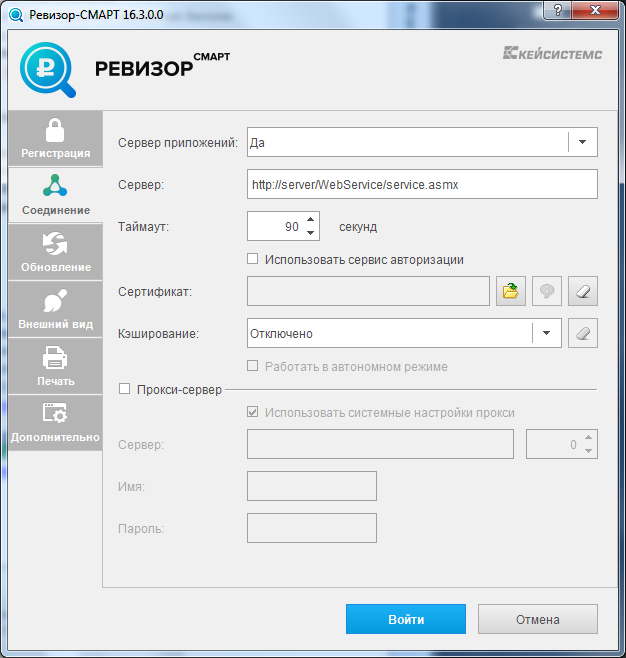 Ревизор-СМАРТ 16.3.0.0
РЕВИЗОР СМАРТ
КЕЙСИСТЕМС
Регистрация
Соединение
Обновление
Внешний вид
Печать
Дополнительно
Сервер приложений: Да
Сервер: http://server/WebService/service.asmx
Таймаут: 90 секунд
Использовать сервис авторизации
Сертификат:
Кэширование: Отключено
Работать в автономном режиме
Прокси-сервер
Использовать системные настройки прокси
Сервер: 0
Имя:
Пароль:
Войти Отмена